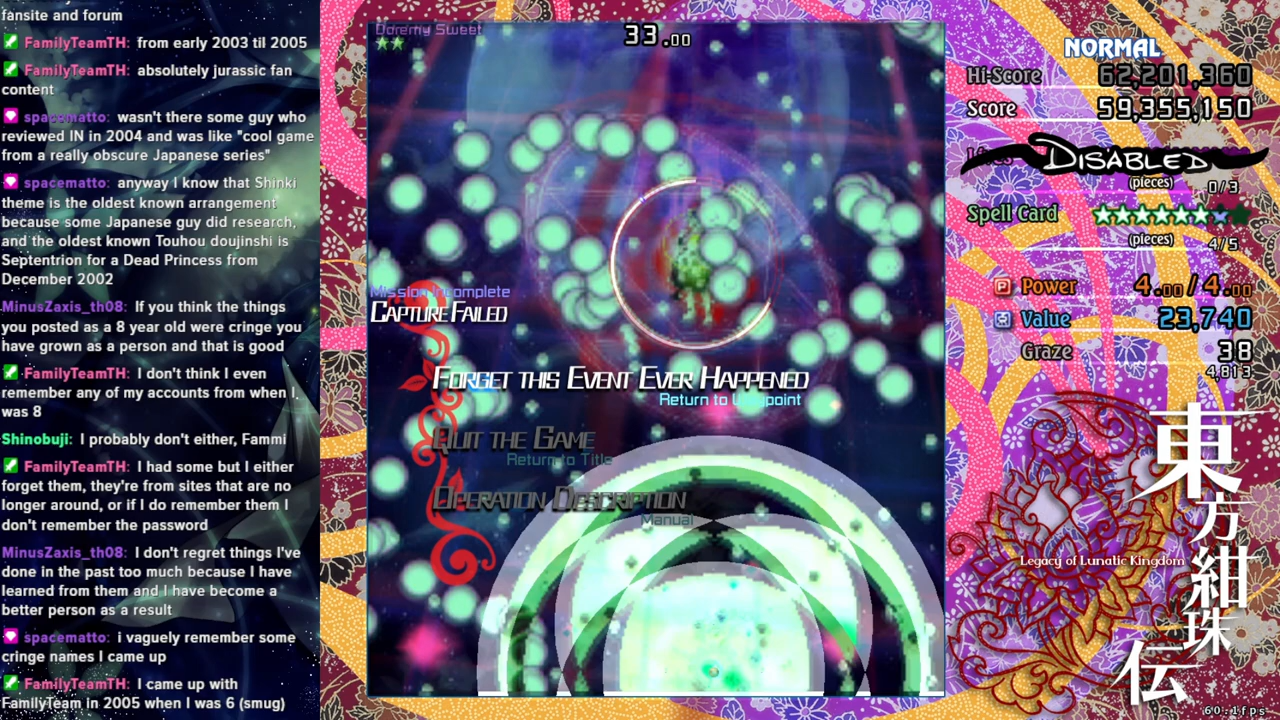 fansite and forum
FamilyTeamTH: from early 2003 til 2005
FamilyTeamTH: absolutely jurassic fan
content
spacematto: wasn't there some guy who
reviewed IN in 2004 and was like "cool game
from a really obscure Japanese series"
spacematto: anyway I know that Shinki
theme is the oldest known arrangement
because some Japanese guy did research,
and the oldest known Touhou doujinshi is
Septentrion for a Dead Princess from
December 2002
MinusZaxis_th08: If you think the things
you posted as a 8 year old were cringe you
have grown as a person and that is good
FamilyTeamTH: I don't think I even
remember any of my accounts from when I
was 8
Shinobuji: I probably don't either, Fammi
FamilyTeamTH: I had some but I either
forget them, they're from sites that are no
longer around, or if I do remember them I
don't remember the password
MinusZaxis_th08: I don't regret things I've
done in the past too much because I have
learned from them and I have become a
better person as a result
spacematto: i vaguely remember some
cringe names I came up
FamilyTeamTH: I came up with
FamilyTeam in 2005 when I was 6 (smug)
Doremy Sweet
33.00
Mission Incomplete
CAPTURE FAILED
FORGET THIS EVENT EVER HAPPENED
Return to Waypoint
QUIT THE GAME
Return to Title
OPERATION DESCRIPTION
Manual
NORMAL
Hi-Score 62,201,360
Score 59,355,150
DISABLED
(pieces) 0/3
Spell Card
(pieces) 4/5
P Power 4.00/4.00
Value 23,740
Graze 38
4,813
東方紺珠伝
Legacy of Lunatic Kingdom
60.1fps